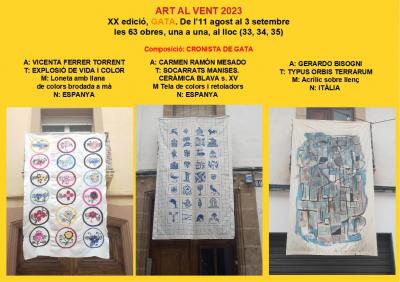 ART AL VENT 2023
XX edició, GATA. De l'11 agost al 3 setembre
les 63 obres, una a una, al lloc (33, 34, 35)
Composició: CRONISTA DE GATA
A: VICENTA FERRER TORRENT
T: EXPLOSIÓ DE VIDA I COLOR
M: Loneta amb llana
de colors brodada a mà
N: ESPANYA
A: CARMEN RAMÓN MESADO
T: SOCARRATS MANISES.
CERÀMICA BLAVA s. XV
M Tela de colors i retoladors
N: ESPANYA
A: GERARDO BISOGNI
T: TYPUS ORBIS TERRARUM
M: Acrílic sobre llenç
N: ITÀLIA